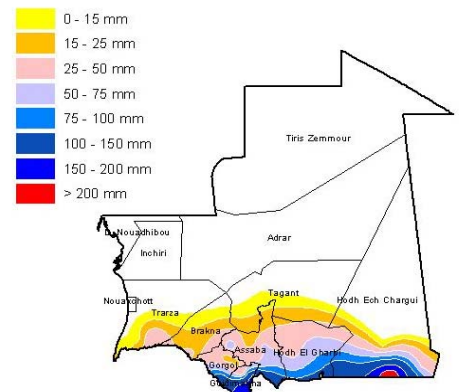 0 - 15 mm
15 - 25 mm
25 - 50 mm
50 - 75 mm
75 - 100 mm
100 - 150 mm
150 - 200 mm
> 200 mm
Tiris Zemmour
D. Nouadhibou
Adrar
Inchiri
Tagant
Nouakchott
Hodh Ech Chargui
Trarza
Brakna
Assaba
Hodh El Gharbi
Gorgol